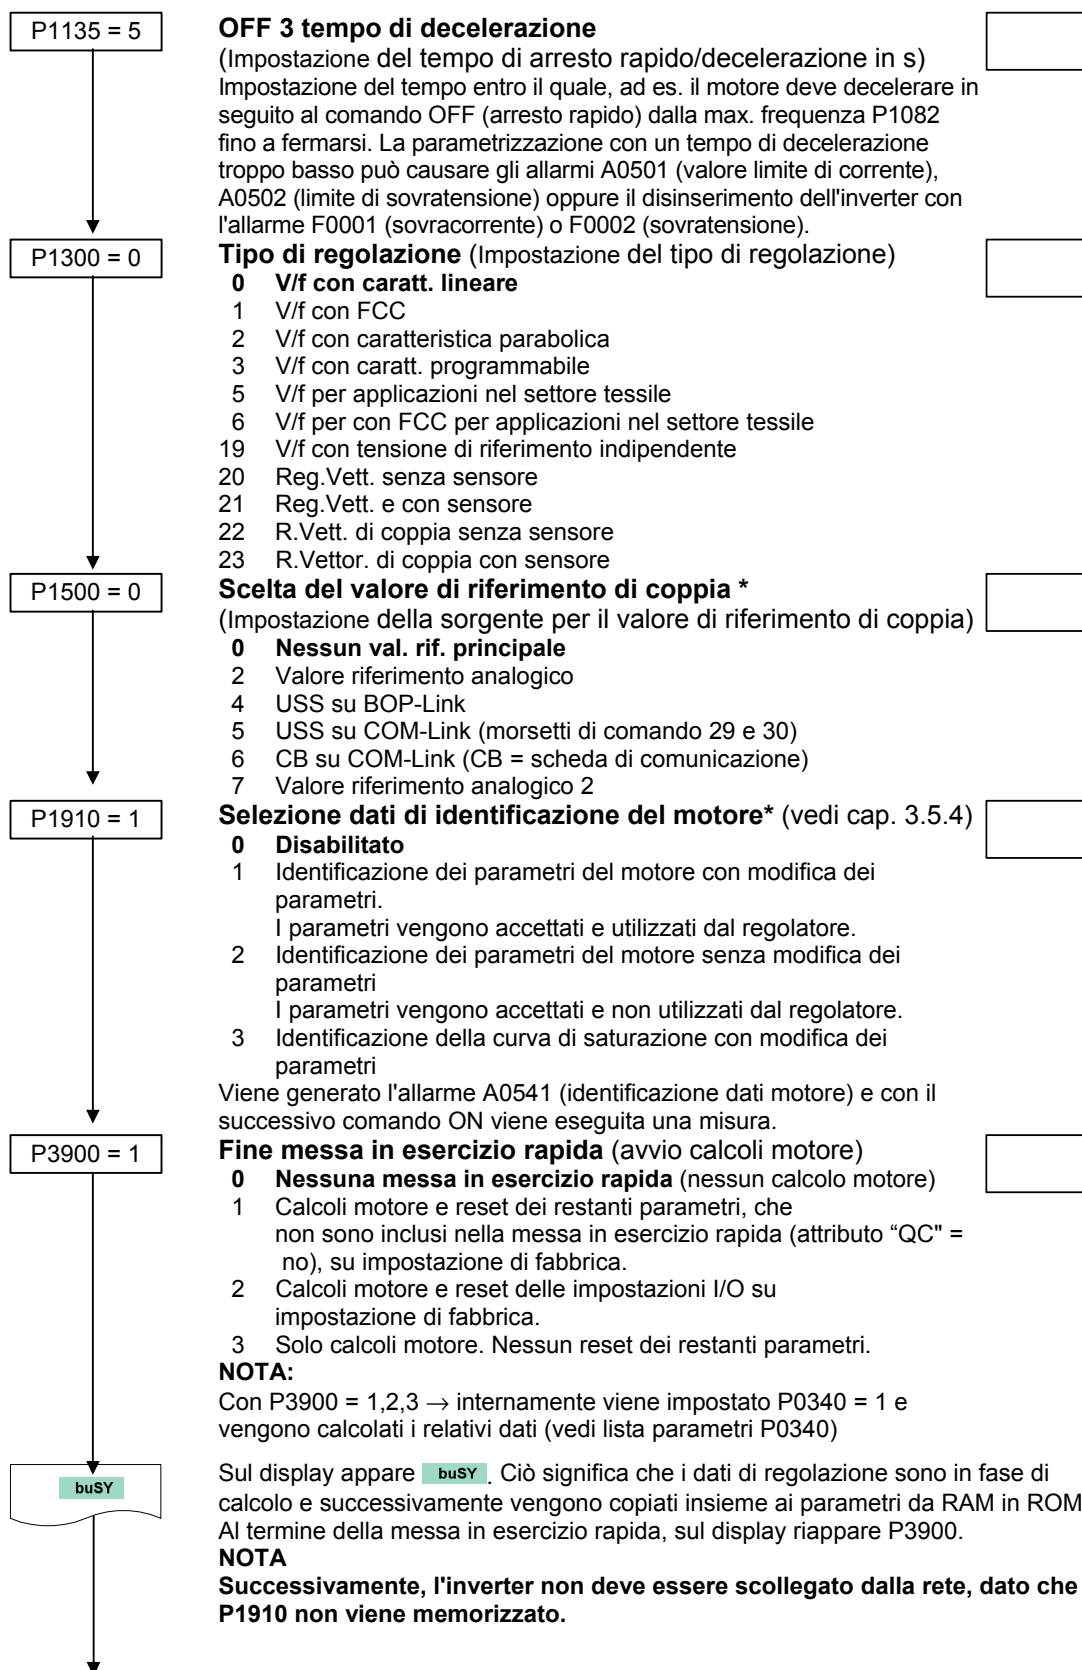 P1135 = 5
OFF 3 tempo di decelerazione
(Impostazione del tempo di arresto rapido/decelerazione in s)
Impostazione del tempo entro il quale, ad es. il motore deve decelerare in
seguito al comando OFF (arresto rapido) dalla max. frequenza P1082
fino a fermarsi. La parametrizzazione con un tempo di decelerazione
troppo basso può causare gli allarmi A0501 (valore limite di corrente),
A0502 (limite di sovratensione) oppure il disinserimento dell'inverter con
l'allarme F0001 (sovracorrente) o F0002 (sovratensione).
P1300 = 0
Tipo di regolazione (Impostazione del tipo di regolazione)
0 V/f con caratt. lineare
1 V/f con FCC
2 V/f con caratteristica parabolica
3 V/f con caratt. programmabile
5 V/f per applicazioni nel settore tessile
6 V/f per con FCC per applicazioni nel settore tessile
19 V/f con tensione di riferimento indipendente
20 Reg.Vett. senza sensore
21 Reg.Vett. e con sensore
22 R.Vett. di coppia senza sensore
23 R.Vettor. di coppia con sensore
P1500 = 0
Scelta del valore di riferimento di coppia *
(Impostazione della sorgente per il valore di riferimento di coppia)
0 Nessun val. rif. principale
2 Valore riferimento analogico
4 USS su BOP-Link
5 USS su COM-Link (morsetti di comando 29 e 30)
6 CB su COM-Link (CB = scheda di comunicazione)
7 Valore riferimento analogico 2
P1910 = 1
Selezione dati di identificazione del motore* (vedi cap. 3.5.4)
0 Disabilitato
1 Identificazione dei parametri del motore con modifica dei
parametri.
I parametri vengono accettati e utilizzati dal regolatore.
2 Identificazione dei parametri del motore senza modifica dei
parametri
I parametri vengono accettati e non utilizzati dal regolatore.
3 Identificazione della curva di saturazione con modifica dei
parametri
Viene generato l'allarme A0541 (identificazione dati motore) e con il
successivo comando ON viene eseguita una misura.
P3900 = 1
Fine messa in esercizio rapida (avvio calcoli motore)
0 Nessuna messa in esercizio rapida (nessun calcolo motore)
1 Calcoli motore e reset dei restanti parametri, che
non sono inclusi nella messa in esercizio rapida (attributo “QC" =
no), su impostazione di fabbrica.
2 Calcoli motore e reset delle impostazioni I/O su
impostazione di fabbrica.
3 Solo calcoli motore. Nessun reset dei restanti parametri.
NOTA:
Con P3900 = 1,2,3 → internamente viene impostato P0340 = 1 e
vengono calcolati i relativi dati (vedi lista parametri P0340)
buSY
Sul display appare buSY . Ciò significa che i dati di regolazione sono in fase di
calcolo e successivamente vengono copiati insieme ai parametri da RAM in ROM
Al termine della messa in esercizio rapida, sul display riappare P3900.
NOTA
Successivamente, l'inverter non deve essere scollegato dalla rete, dato che
P1910 non viene memorizzato.